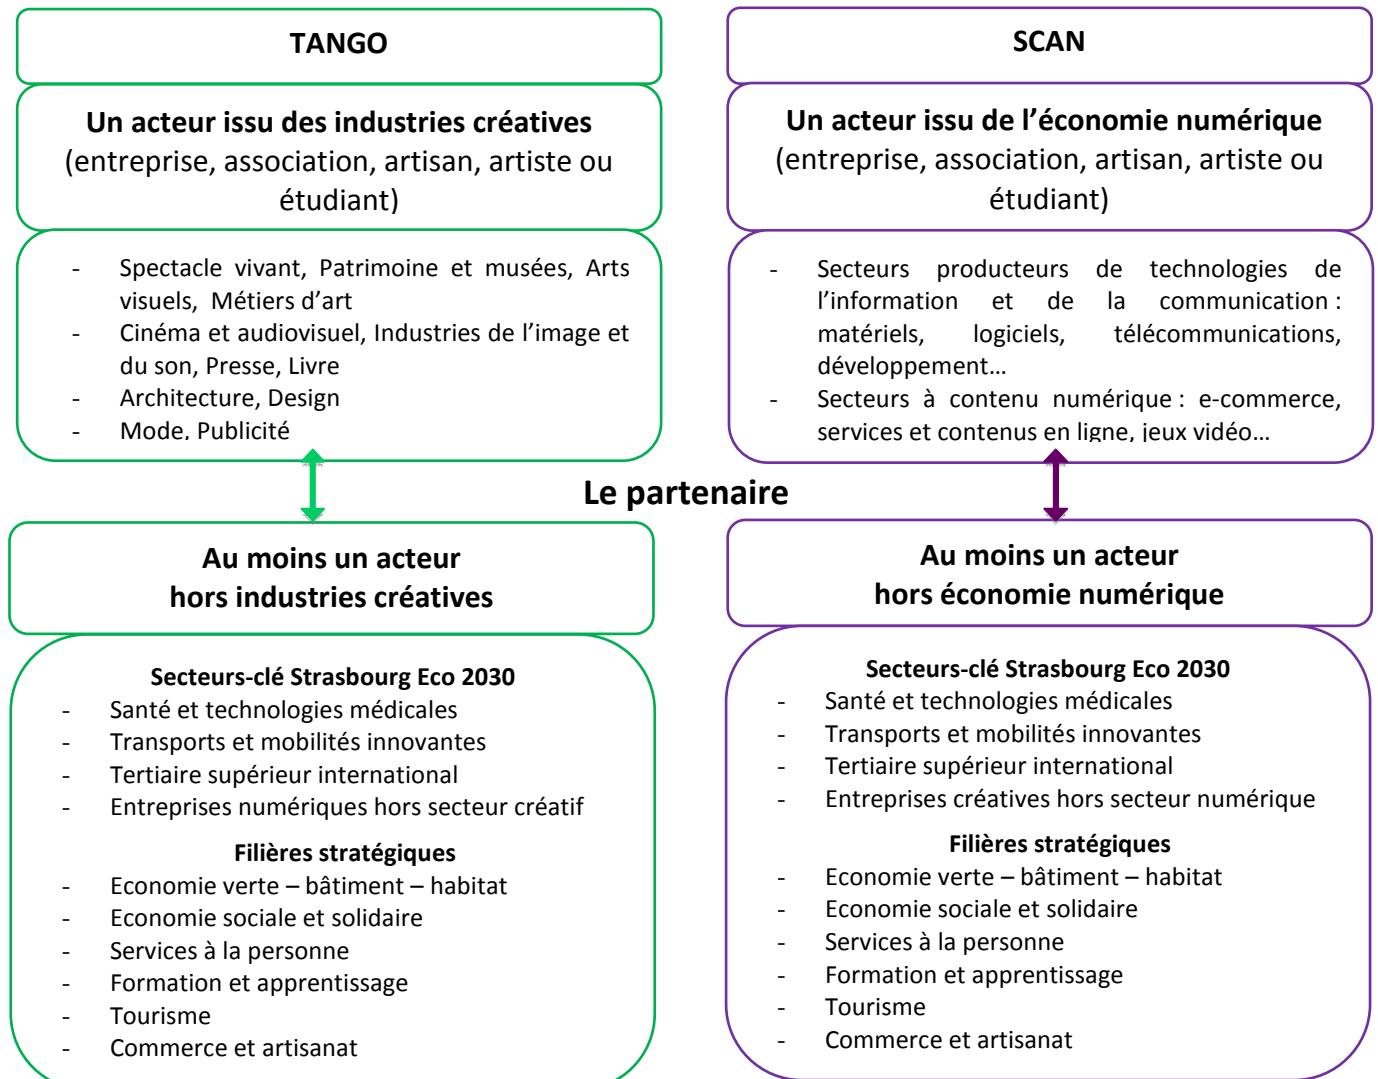 TANGO
Un acteur issu des industries créatives
(entreprise, association, artisan, artiste ou
étudiant)
- Spectacle vivant, Patrimoine et musées, Arts
visuels, Métiers d’art
- Cinéma et audiovisuel, Industries de l’image et
du son, Presse, Livre
- Architecture, Design
- Mode, Publicité
SCAN
Un acteur issu de l’économie numérique
(entreprise, association, artisan, artiste ou
étudiant)
- Secteurs producteurs de technologies de
l’information et de la communication :
matériels, logiciels, télécommunications,
développement…
- Secteurs à contenu numérique : e-commerce,
services et contenus en ligne, jeux vidéo…
Le partenaire
Au moins un acteur
hors industries créatives
Secteurs-clé Strasbourg Eco 2030
- Santé et technologies médicales
- Transports et mobilités innovantes
- Tertiaire supérieur international
- Entreprises numériques hors secteur créatif
Filières stratégiques
- Economie verte – bâtiment – habitat
- Economie sociale et solidaire
- Services à la personne
- Formation et apprentissage
- Tourisme
- Commerce et artisanat
Au moins un acteur
hors économie numérique
Secteurs-clé Strasbourg Eco 2030
- Santé et technologies médicales
- Transports et mobilités innovantes
- Tertiaire supérieur international
- Entreprises créatives hors secteur numérique
Filières stratégiques
- Economie verte – bâtiment – habitat
- Economie sociale et solidaire
- Services à la personne
- Formation et apprentissage
- Tourisme
- Commerce et artisanat